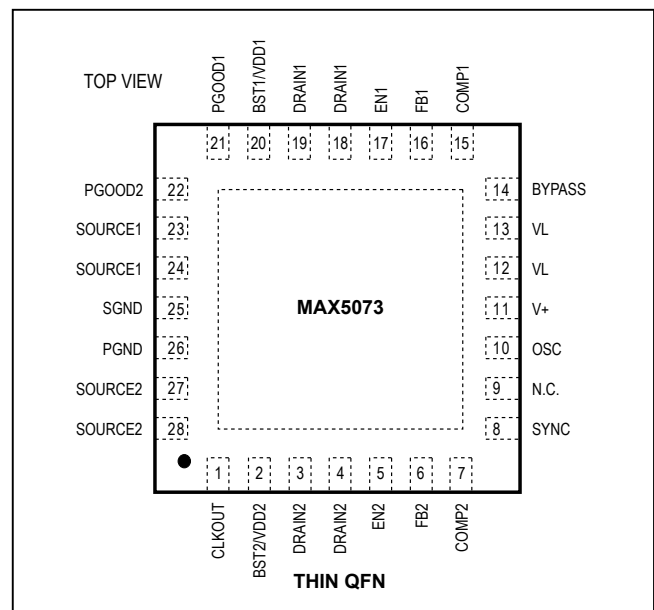 TOP VIEW
PGOOD1
BST1/VDD1
DRAIN1
DRAIN1
EN1
FB1
COMP1
21 20 19 18 17 16 15
PGOOD2 22 14 BYPASS
SOURCE1 23 13 VL
SOURCE1 24 12 VL
SGND 25 MAX5073 11 V+
PGND 26 10 OSC
SOURCE2 27 9 N.C.
SOURCE2 28 8 SYNC
1 2 3 4 5 6 7
CLKOUT
BST2/VDD2
DRAIN2
DRAIN2
EN2
FB2
COMP2
THIN QFN